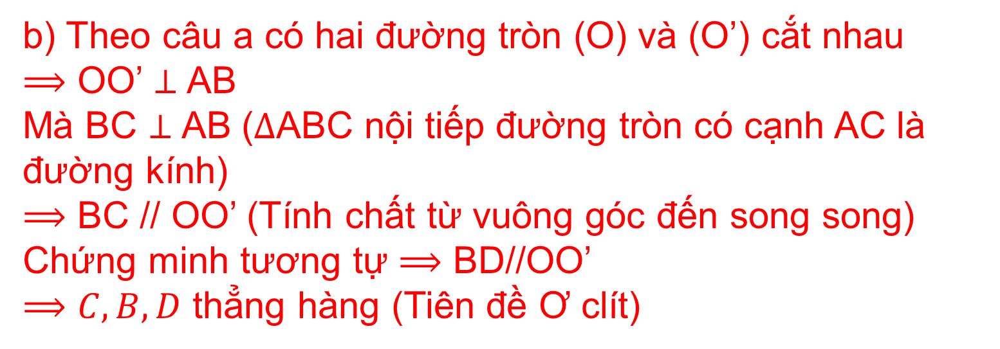 b) Theo câu a có hai đường tròn (O) và (O’) cắt nhau
⟹ OO’ ⊥ AB
Mà BC ⊥ AB (∆ABC nội tiếp đường tròn có cạnh AC là
đường kính)
⟹ BC // OO’ (Tính chất từ vuông góc đến song song)
Chứng minh tương tự ⟹ BD//OO’
⟹ C, B, D thẳng hàng (Tiên đề Ơ clít)